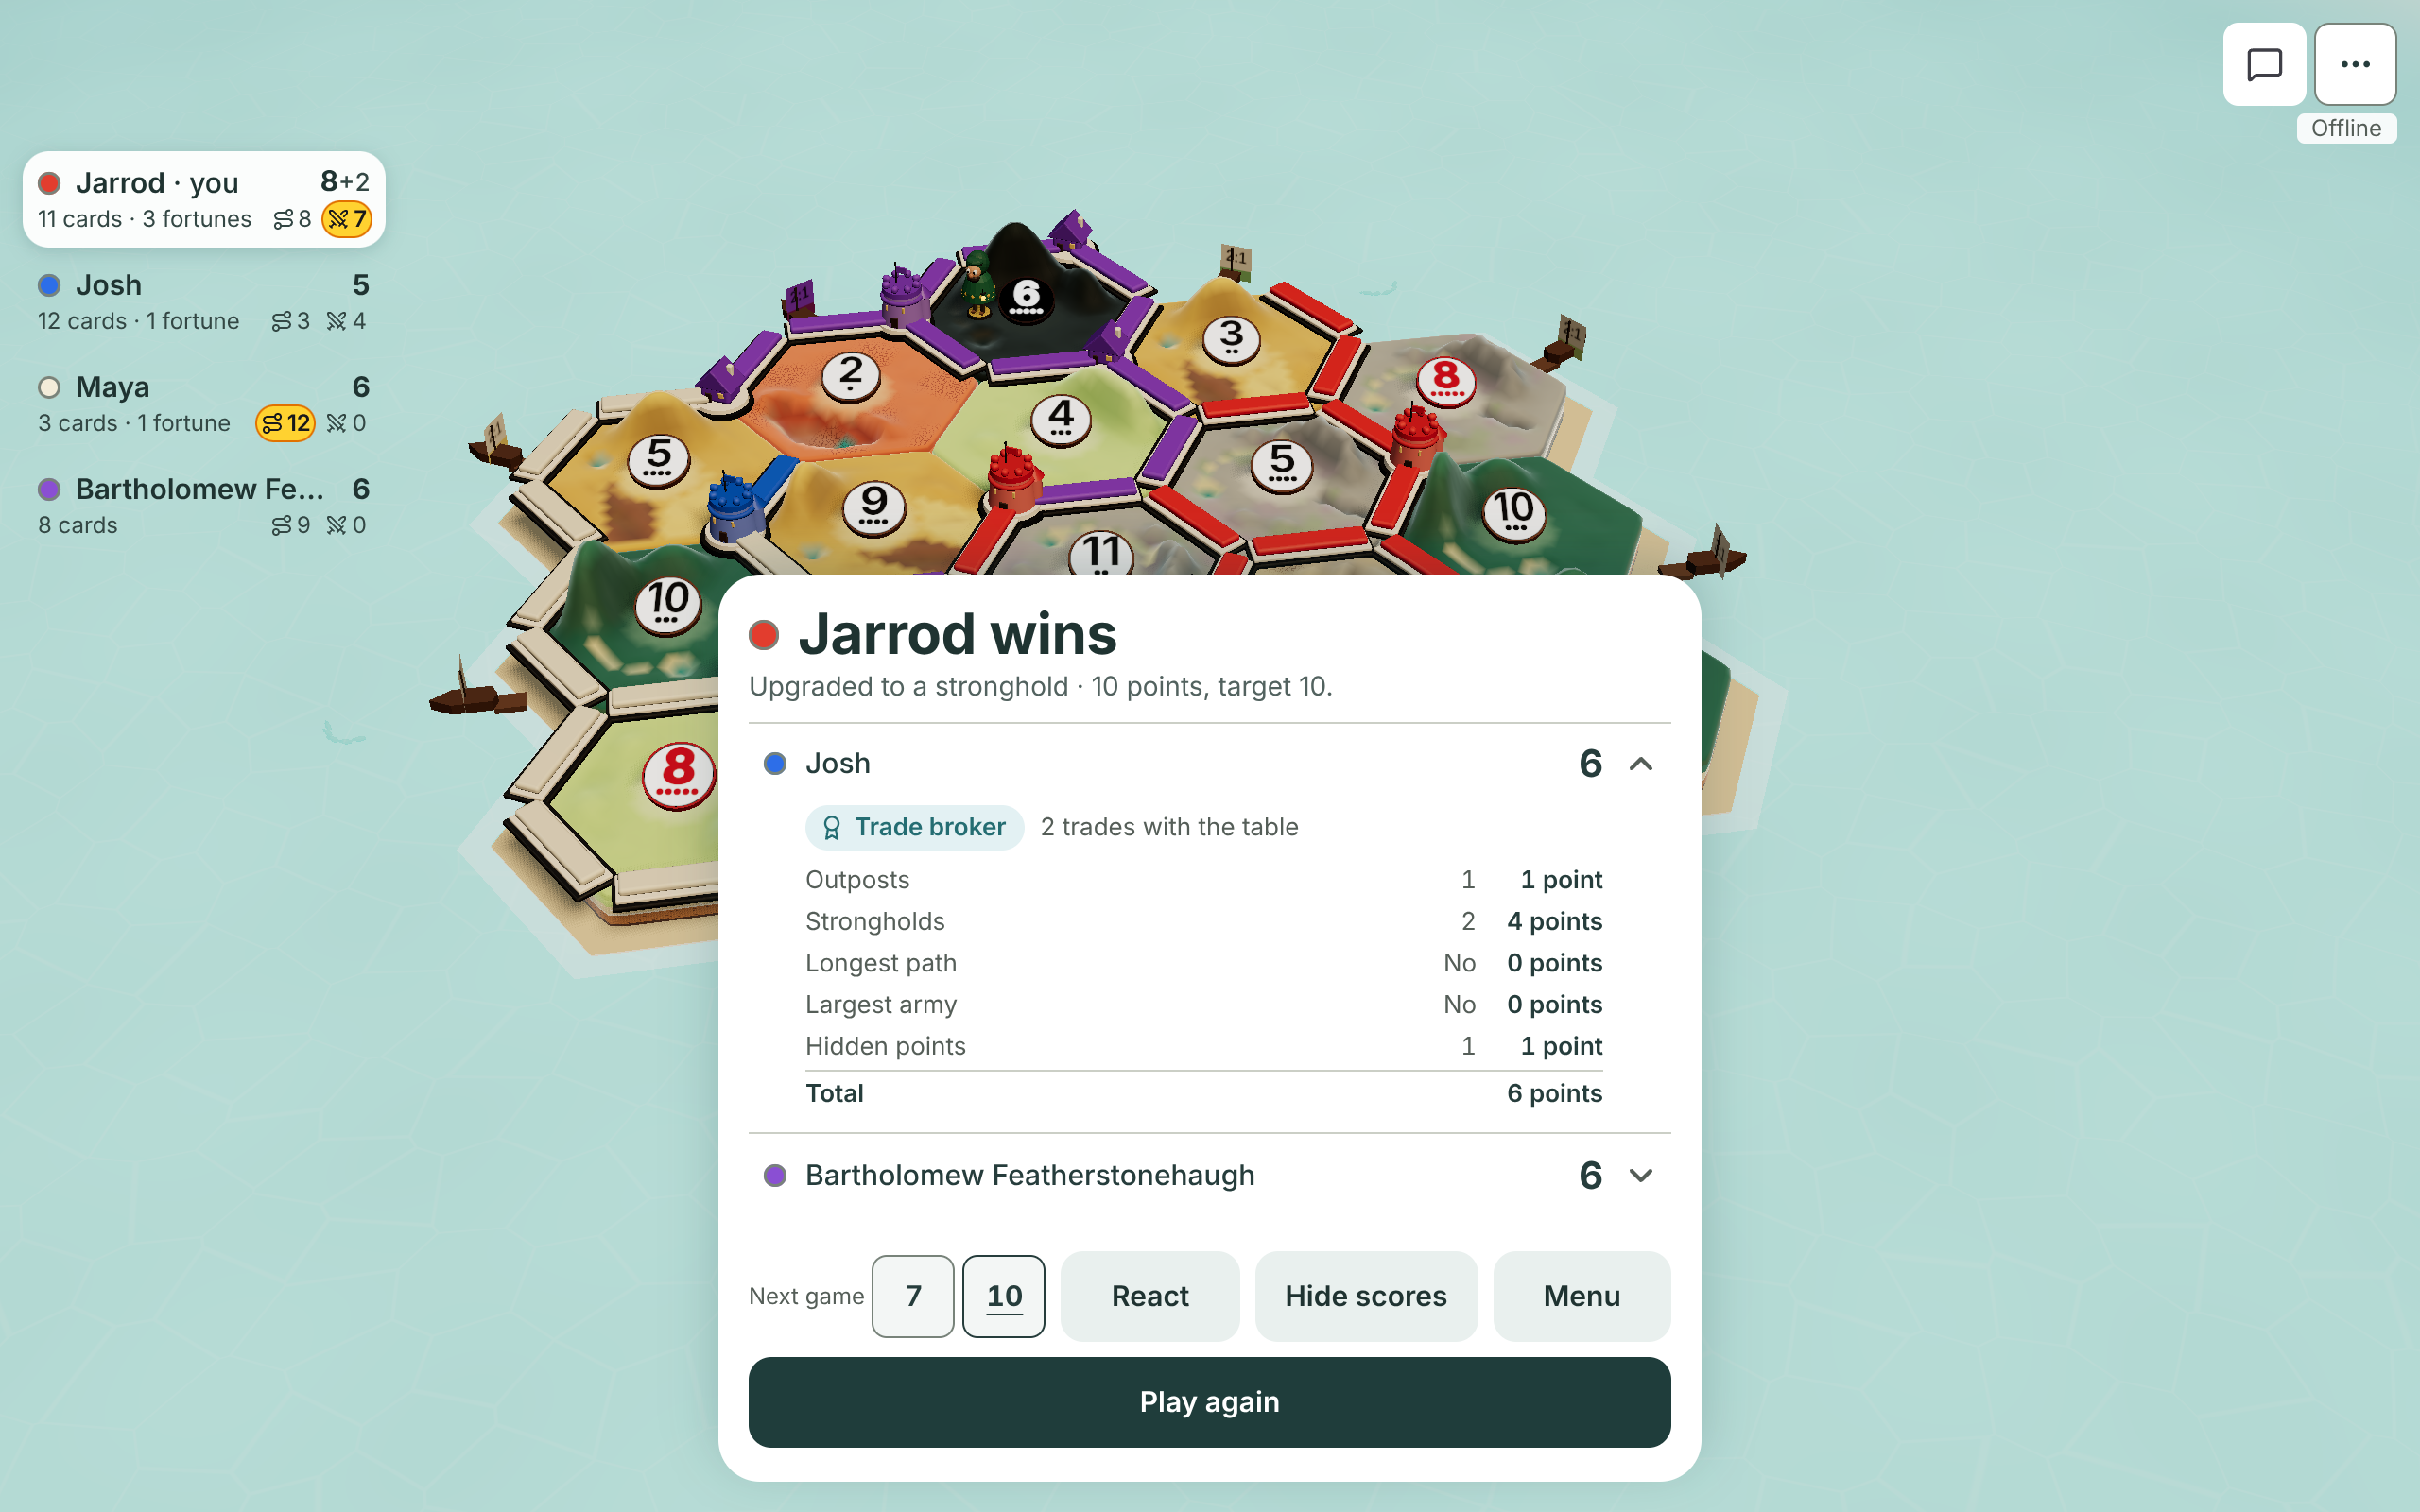 Offline
Jarrod · you 8+2
11 cards · 3 fortunes 8 7
Josh 5
12 cards · 1 fortune 3 4
Maya 6
3 cards · 1 fortune 12 0
Bartholomew Fe... 6
8 cards 9 0
6
2:1
3
2:1
8
2
4
5
5
9
10
11
10
8
Jarrod wins
Upgraded to a stronghold · 10 points, target 10.
Josh 6
Trade broker 2 trades with the table
Outposts 1 1 point
Strongholds 2 4 points
Longest path No 0 points
Largest army No 0 points
Hidden points 1 1 point
Total 6 points
Bartholomew Featherstonehaugh 6
Next game 7 10 React Hide scores Menu
Play again